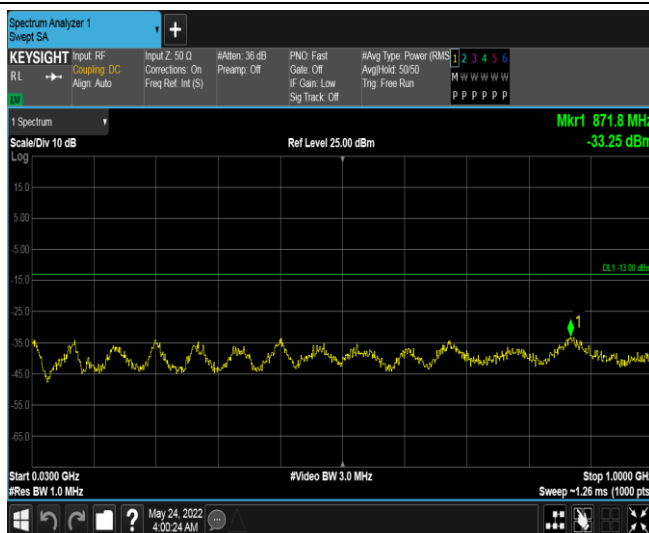 Spectrum Analyzer 1
Swept SA
+
KEYSIGHT
RL
LXI
Input: RF
Coupling: DC
Align: Auto
Input Z: 50 Ω
Corrections: On
Freq Ref: Int (S)
#Atten: 36 dB
Preamp: Off
PNO: Fast
Gate: Off
IF Gain: Low
Sig Track: Off
#Avg Type: Power (RMS
Avg|Hold: 50/50
Trig: Free Run
1 2 3 4 5 6
M W W W W W
P P P P P P
1 Spectrum
Mkr1 871.8 MHz
Scale/Div 10 dB
Ref Level 25.00 dBm
-33.25 dBm
Log
15.0
5.00
-5.00
DL1 -13.00 dBm
-15.0
-25.0
1
-35.0
-45.0
-55.0
-65.0
Start 0.0300 GHz
#Video BW 3.0 MHz
Stop 1.0000 GHz
#Res BW 1.0 MHz
Sweep ~1.26 ms (1000 pts
?
May 24, 2022
4:00:24 AM